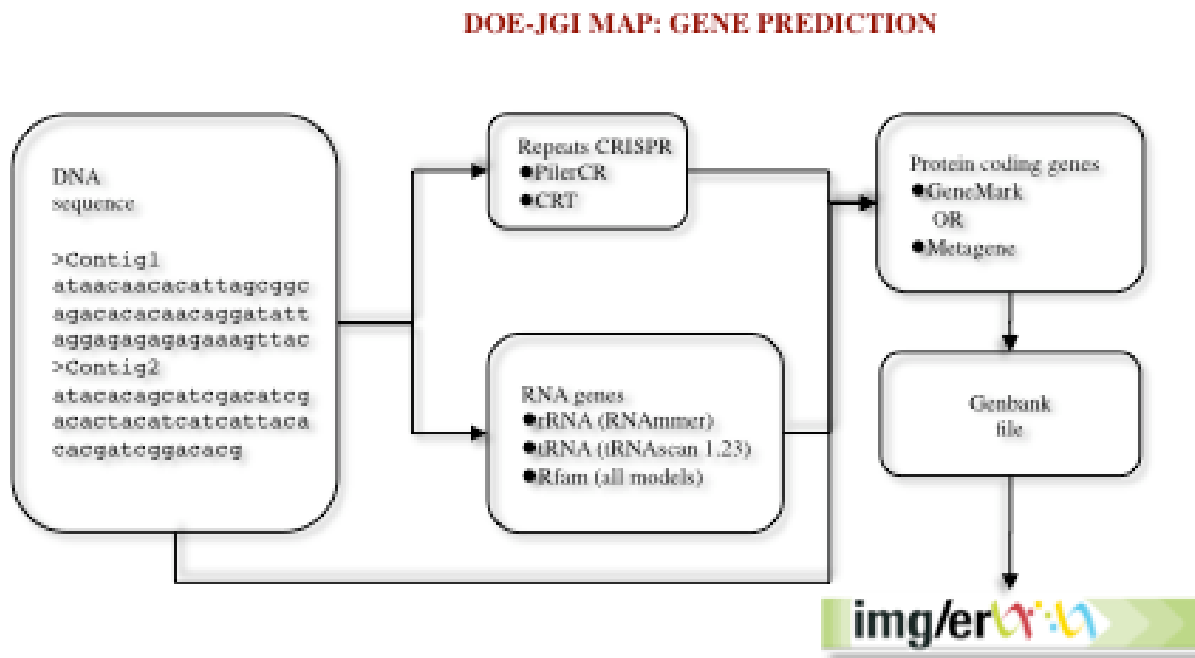 DOE-JGI MAP: GENE PREDICTION
DNA
sequence
>Contig1
ataacaacacattagcggc
agacacacaacaggatatt
aggagagagagaaagttac
>Contig2
atacacagcatcgacatcg
acactacatcatcattaca
cacgatcggacacg
Repeats CRISPR
●PilerCR
●CRT
RNA genes
●rRNA (RNAmmer)
●tRNA (tRNAscan 1.23)
●Rfam (all models)
Protein coding genes
●GeneMark
OR
●Metagene
Genbank
file
img/er